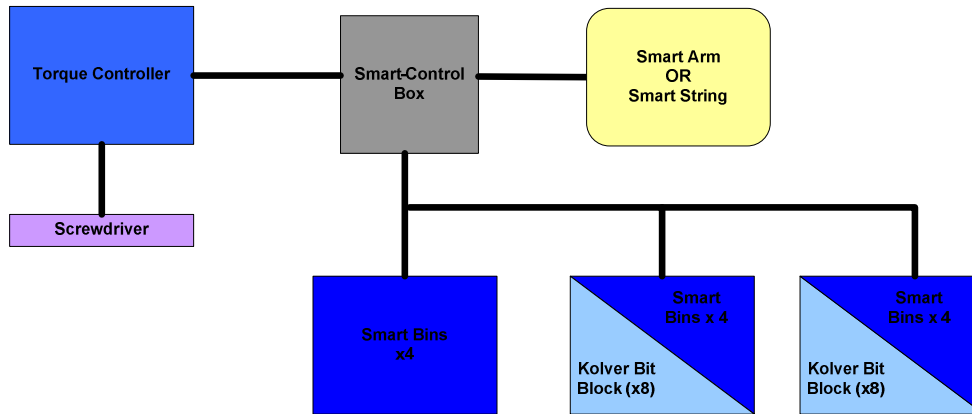 Torque Controller
Smart-Control
Box
Smart Arm
OR
Smart String
Screwdriver
Smart Bins
x4
Smart
Bins x 4
Kolver Bit
Block (x8)
Smart
Bins x 4
Kolver Bit
Block (x8)